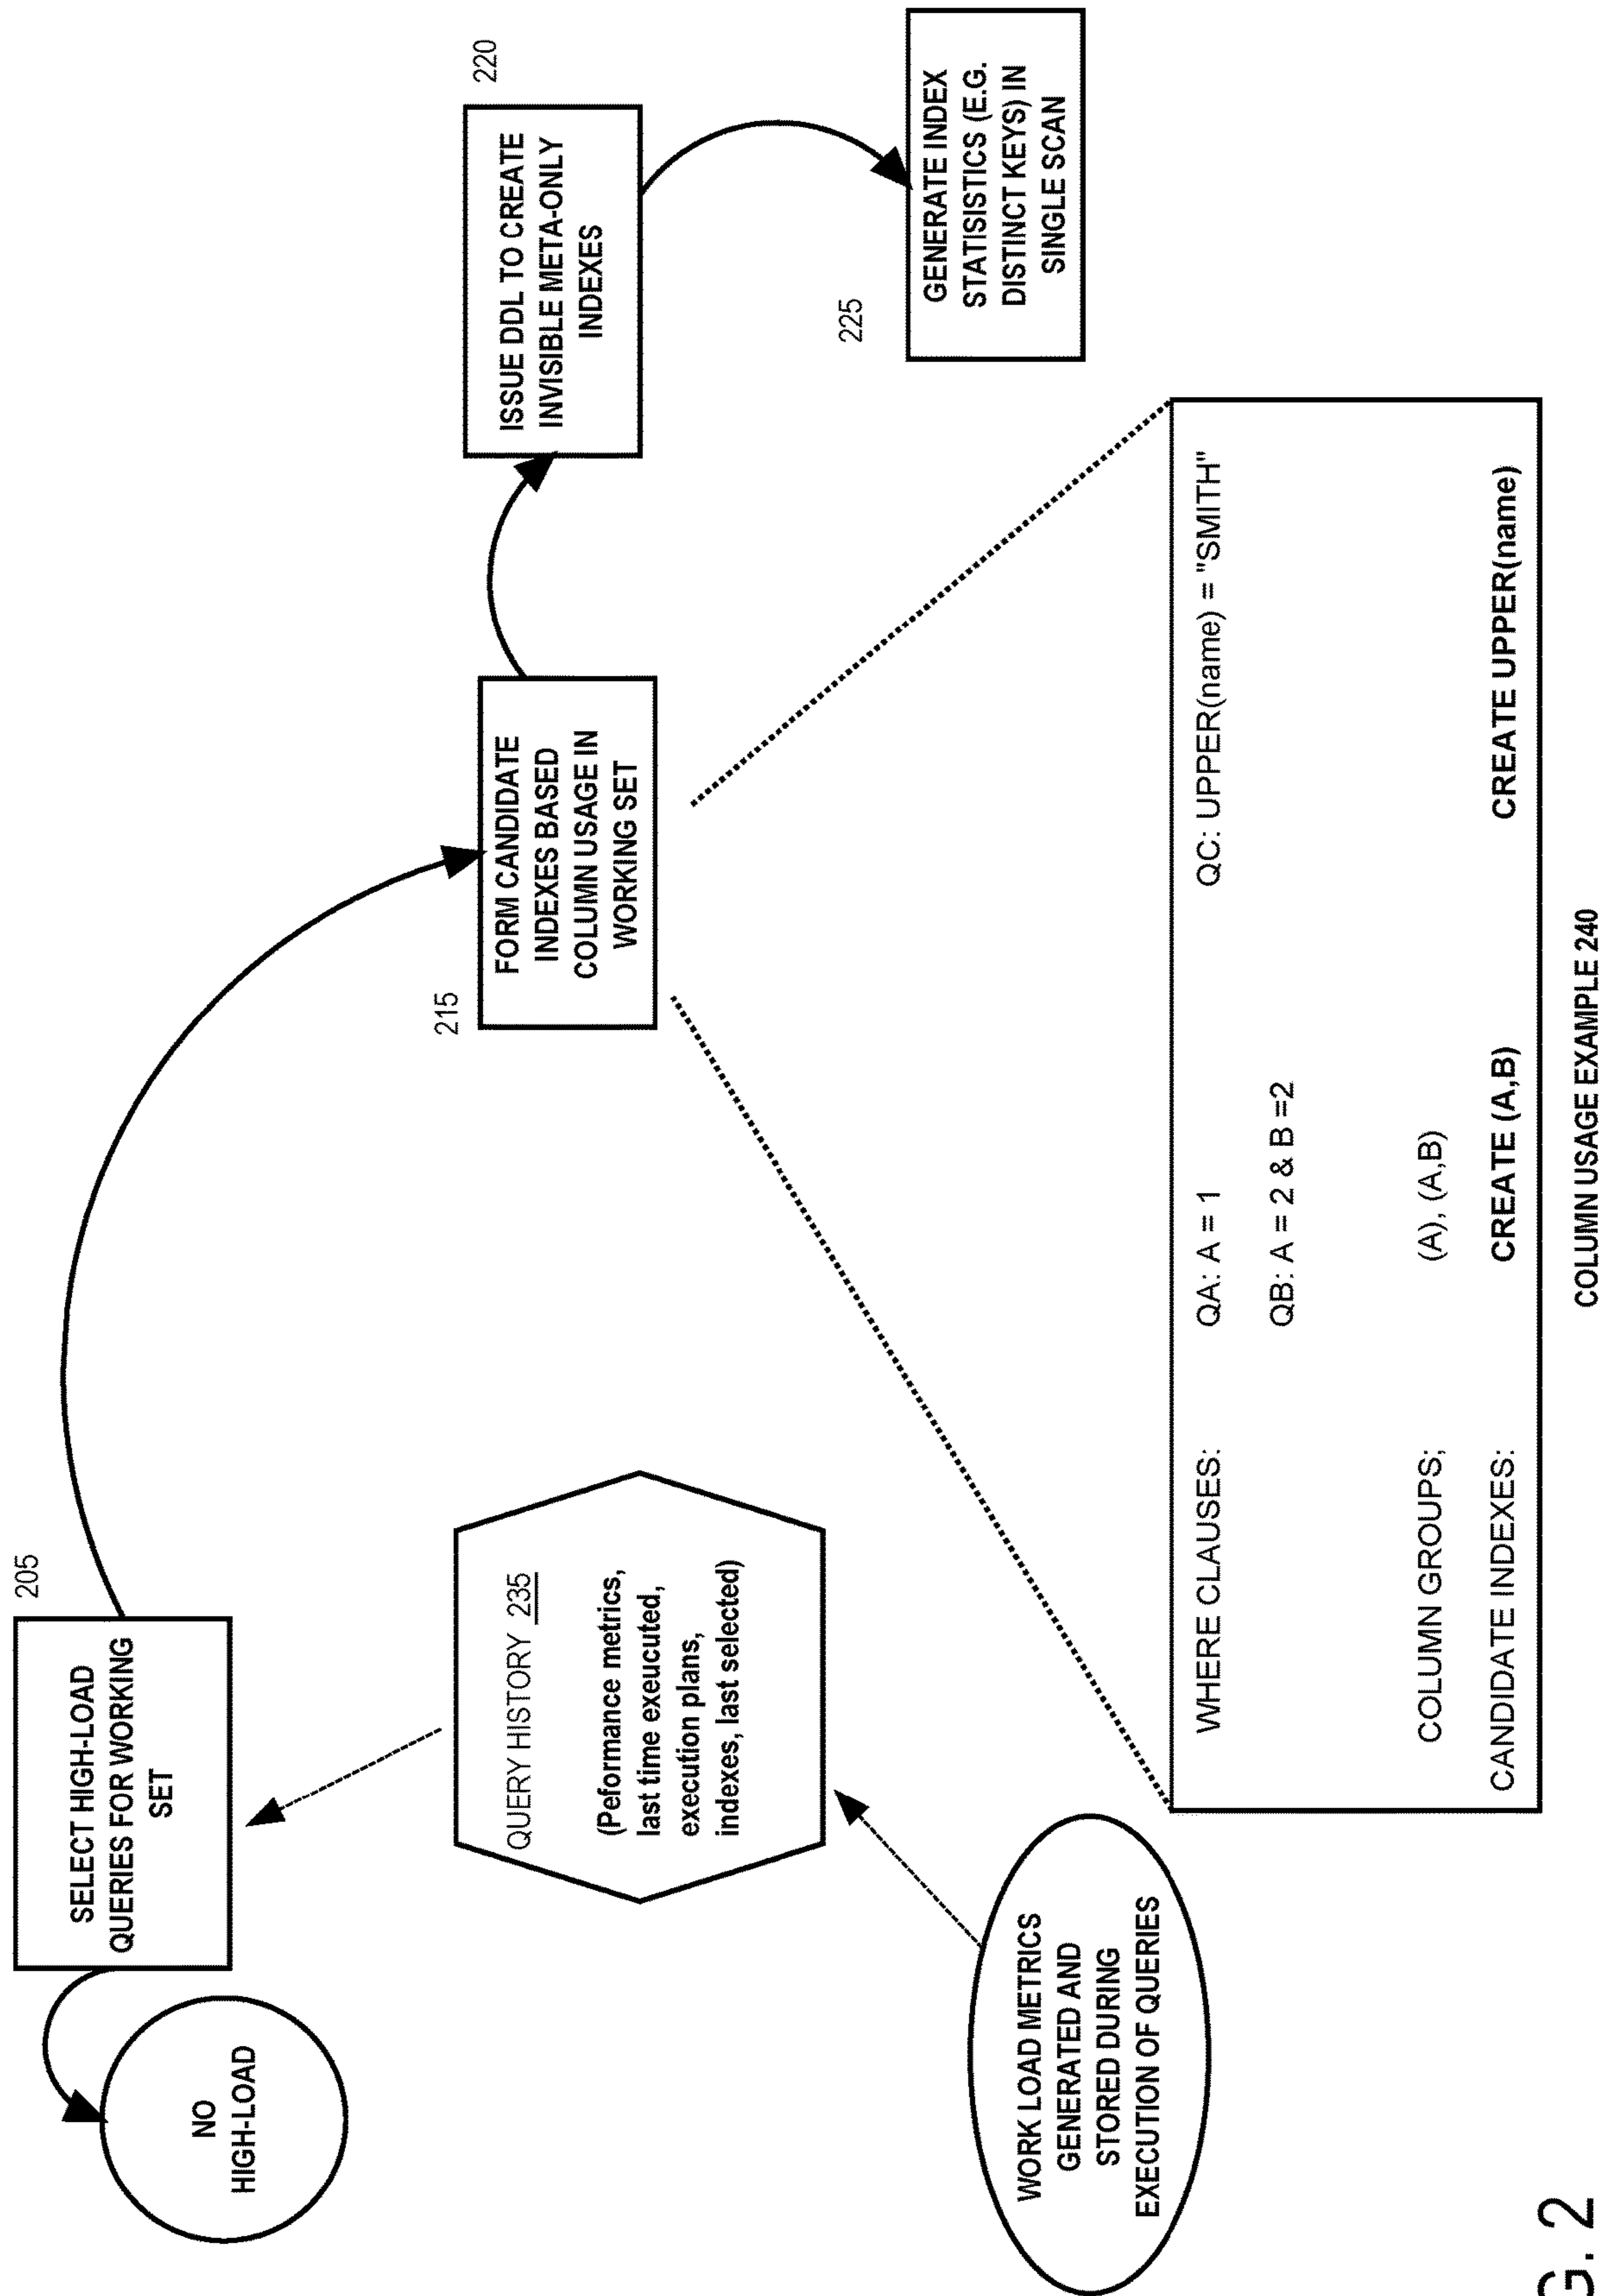 205
SELECT HIGH-LOAD
QUERIES FOR WORKING
SET
NO
HIGH-LOAD
QUERY HISTORY 235
(Peformance metrics,
last time exeucted,
execution plans,
indexes, last selected)
WORK LOAD METRICS
GENERATED AND
STORED DURING
EXECUTION OF QUERIES
215
FORM CANDIDATE
INDEXES BASED
COLUMN USAGE IN
WORKING SET
220
ISSUE DDL TO CREATE
INVISIBLE META-ONLY
INDEXES
225
GENERATE INDEX
STATISISTICS (E.G.
DISTINCT KEYS) IN
SINGLE SCAN
WHERE CLAUSES: QA: A = 1 QC: UPPER(name) = "SMITH"
QB: A = 2 & B =2
COLUMN GROUPS; (A), (A,B)
CANDIDATE INDEXES: CREATE (A,B) CREATE UPPER(name)
COLUMN USAGE EXAMPLE 240
G. 2